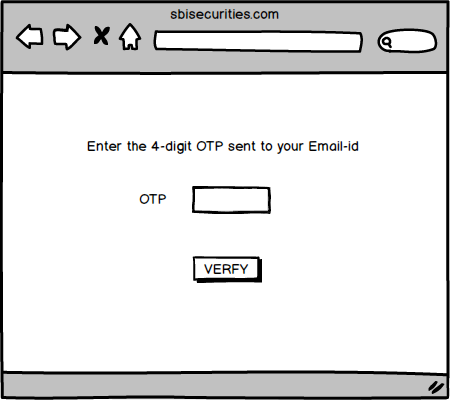 sbisecurities.com
Enter the 4-digit OTP sent to your Email-id
OTP
VERFY